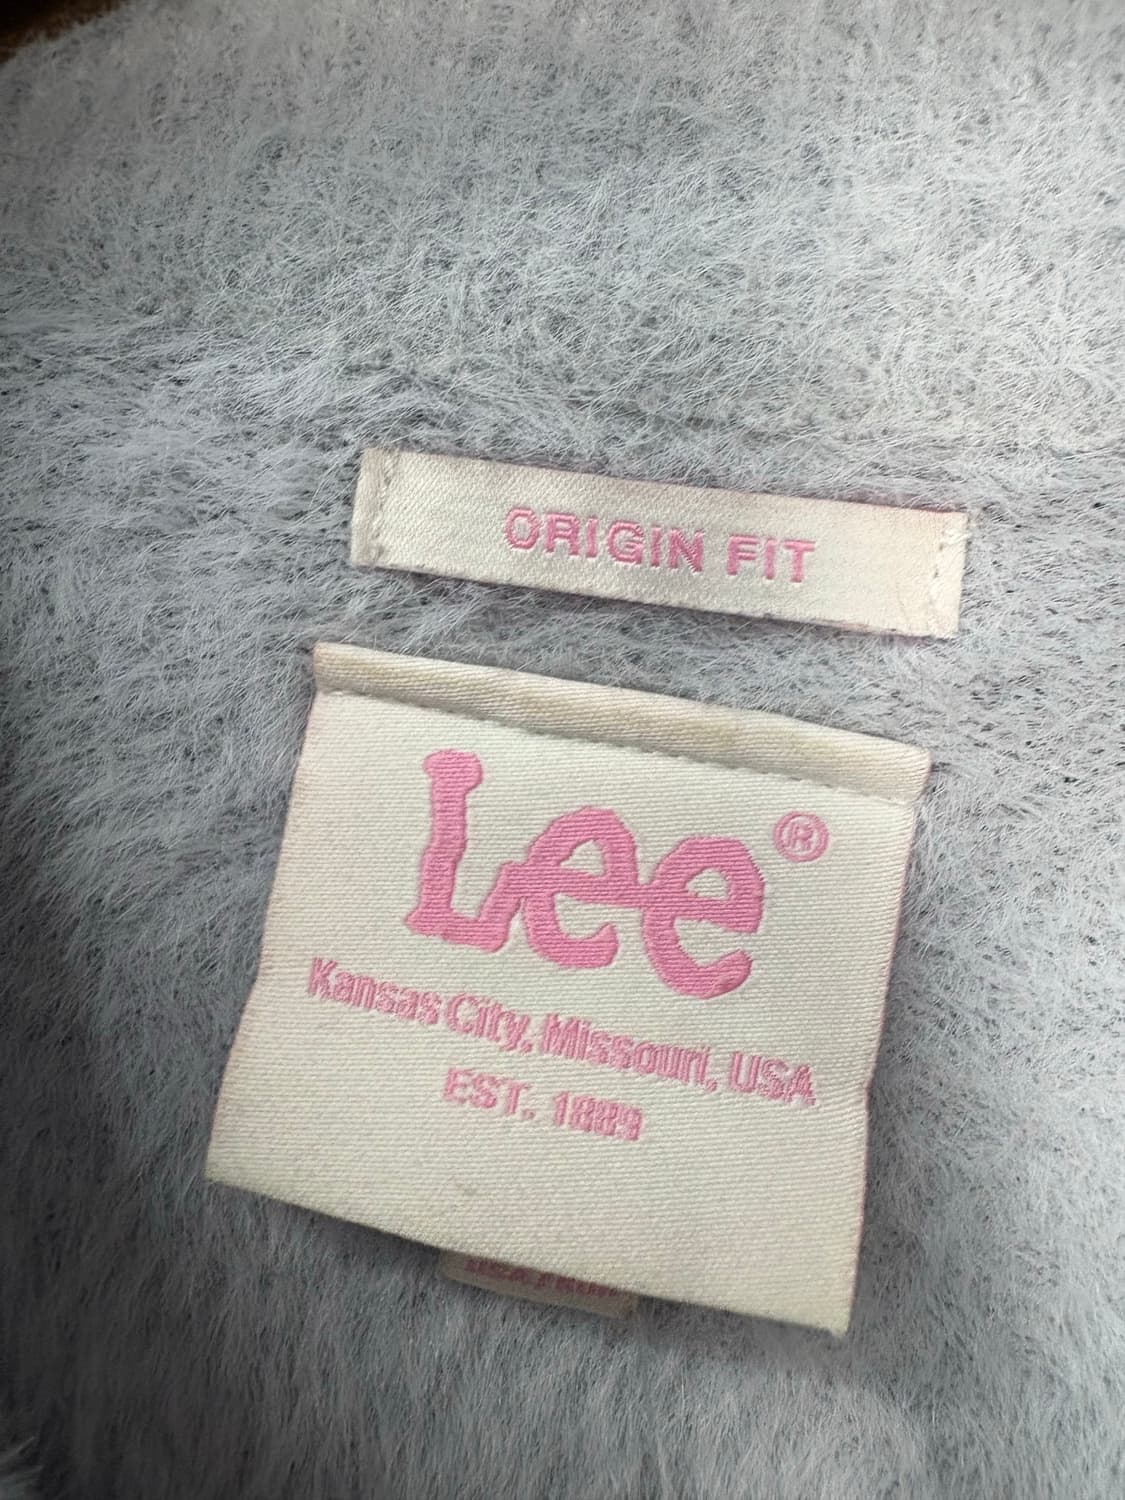 ORIGIN FIT
Lee®
Kansas City, Missouri, USA
EST. 1889